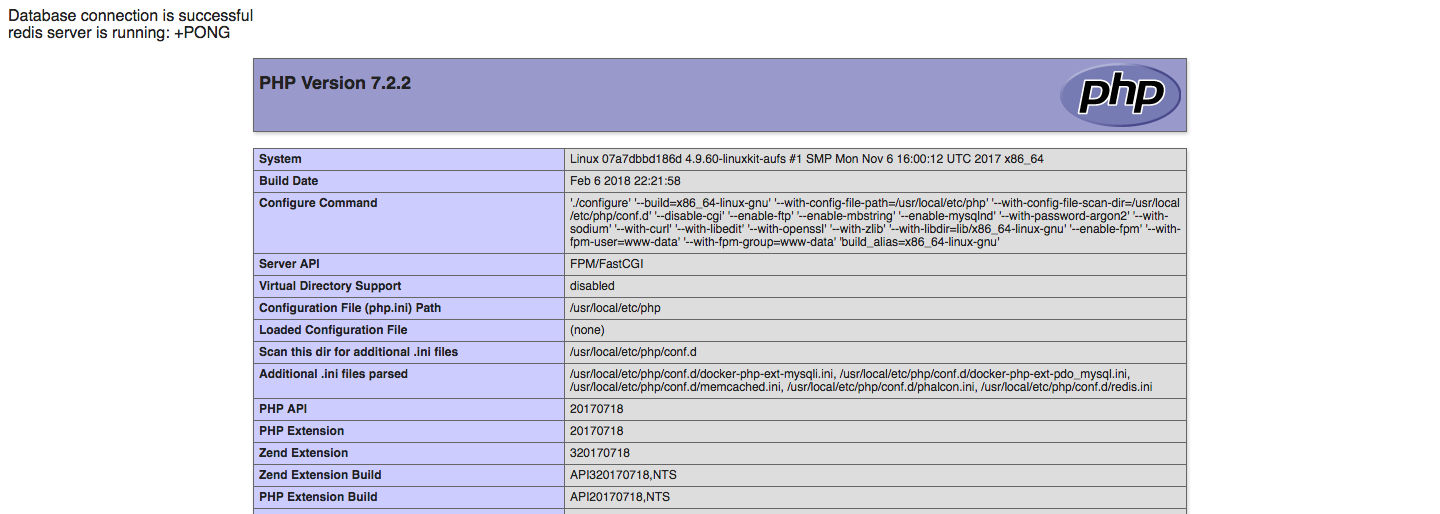 Database connection is successful
redis server is running: +PONG
PHP Version 7.2.2
php
System
Linux 07a7dbbd186d 4.9.60-linuxkit-aufs #1 SMP Mon Nov 6 16:00:12 UTC 2017 x86_64
Build Date
Feb 6 2018 22:21:58
Configure Command
'./configure' '--build=x86_64-linux-gnu' '--with-config-file-path=/usr/local/etc/php' '--with-config-file-scan-dir=/usr/local
/etc/php/conf.d' '--disable-cgi' '--enable-ftp' '--enable-mbstring' '--enable-mysqlnd' '--with-password-argon2' '--with-
sodium' '--with-curl' '--with-libedit' '--with-openssl' '--with-zlib' '--with-libdir=lib/x86_64-linux-gnu' '--enable-fpm' '--with-
fpm-user=www-data' '--with-fpm-group=www-data' 'build_alias=x86_64-linux-gnu'
Server API
FPM/FastCGI
Virtual Directory Support
disabled
Configuration File (php.ini) Path
/usr/local/etc/php
Loaded Configuration File
(none)
Scan this dir for additional .ini files
/usr/local/etc/php/conf.d
Additional .ini files parsed
/usr/local/etc/php/conf.d/docker-php-ext-mysqli.ini, /usr/local/etc/php/conf.d/docker-php-ext-pdo_mysql.ini,
/usr/local/etc/php/conf.d/memcached.ini, /usr/local/etc/php/conf.d/phalcon.ini, /usr/local/etc/php/conf.d/redis.ini
PHP API
20170718
PHP Extension
20170718
Zend Extension
320170718
Zend Extension Build
API320170718,NTS
PHP Extension Build
API20170718,NTS